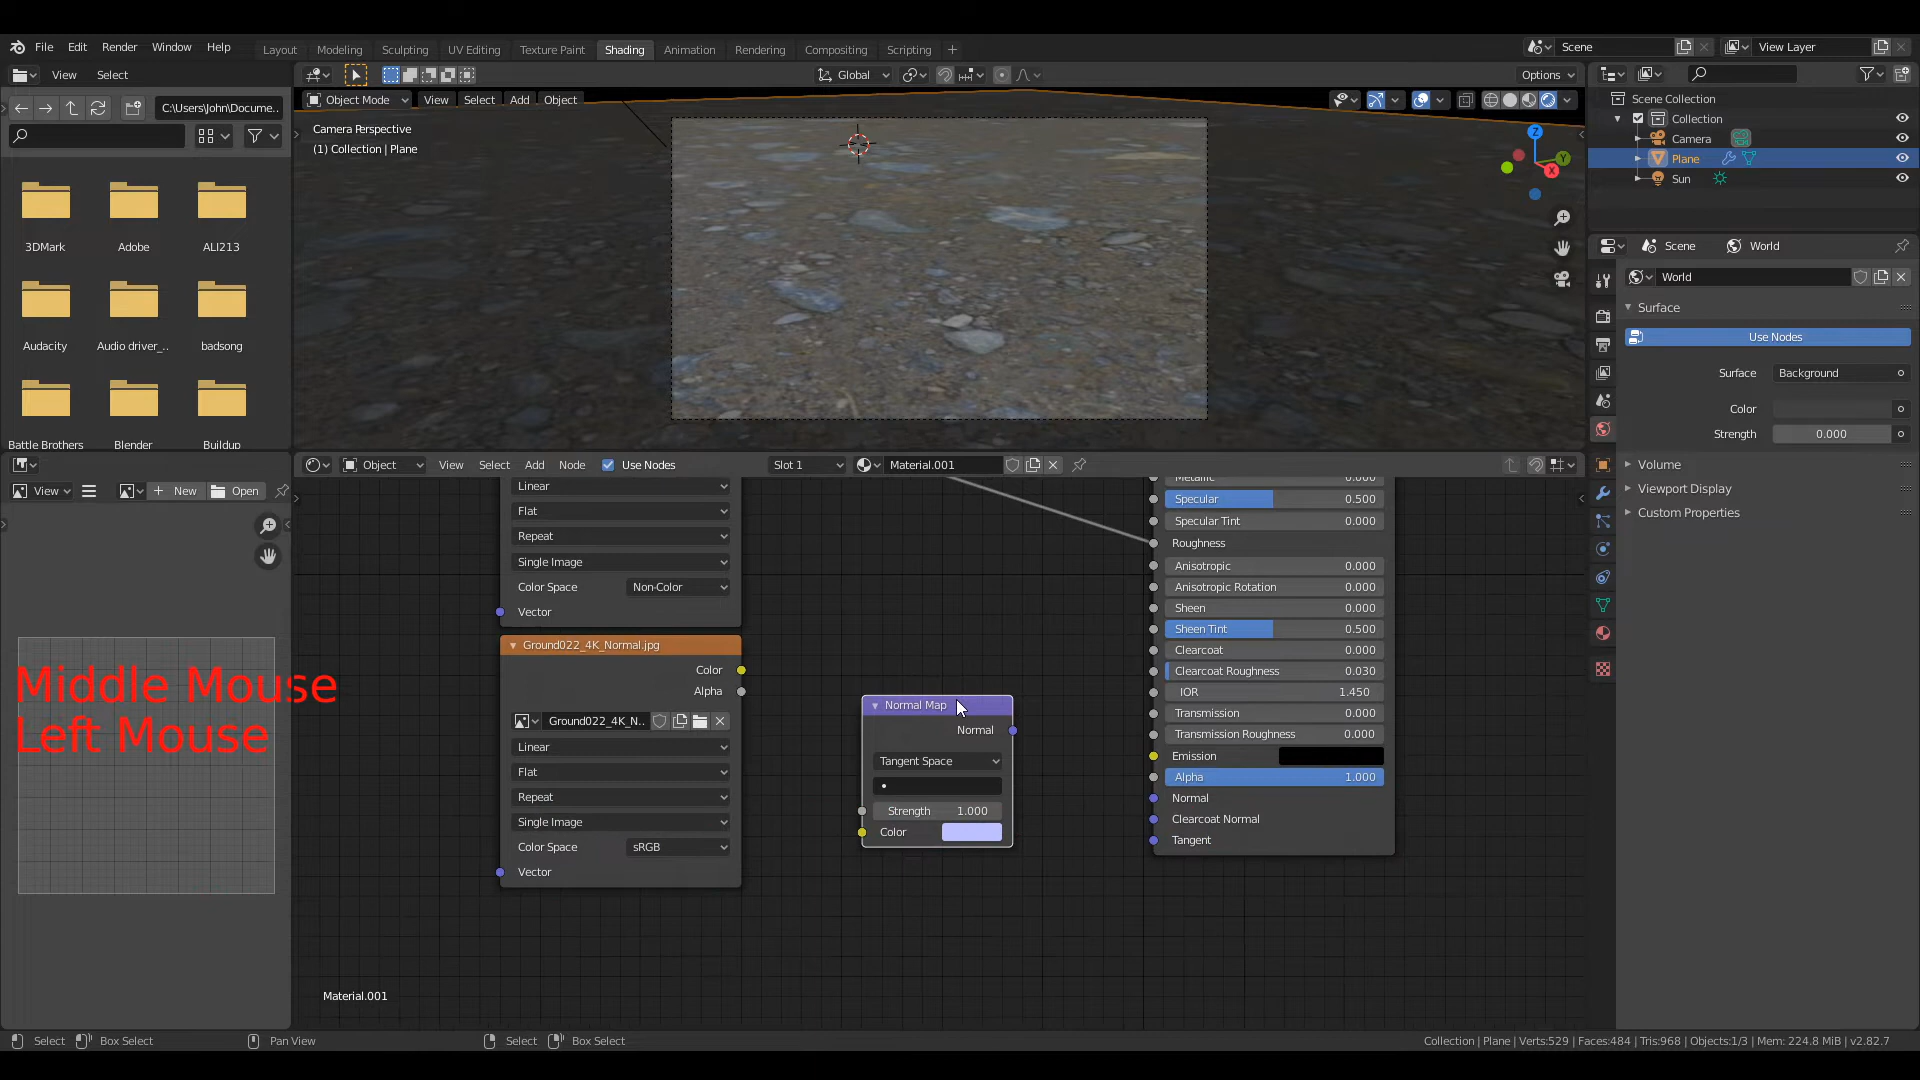 File Edit Render Window Help
Layout Modeling Sculpting UV Editing Texture Paint Shading Animation Rendering Compositing Scripting
Scene
View Layer
View Select
Global
Options
C:\Users\John\Docume..
Object Mode View Select Add Object
Camera Perspective
(1) Collection | Plane
Z
Y
X
3DMark Adobe ALI213
Audacity Audio driver_.. badsong
Battle Brothers Blender Buildup
Scene Collection
Collection
Camera
Plane
Sun
Scene World
World
Surface
Use Nodes
Surface Background
Color
Strength 0.000
Volume
Viewport Display
Custom Properties
View New Open
Middle Mouse
Left Mouse
Object View Select Add Node Use Nodes Slot 1 Material.001
Linear
Flat
Repeat
Single Image
Color Space Non-Color
Vector
Ground022_4K_Normal.jpg
Color
Alpha
Ground022_4K_N..
Linear
Flat
Repeat
Single Image
Color Space sRGB
Vector
Normal Map
Normal
Tangent Space
Strength 1.000
Color
Metallic 0.000
Specular 0.500
Specular Tint 0.000
Roughness
Anisotropic 0.000
Anisotropic Rotation 0.000
Sheen 0.000
Sheen Tint 0.500
Clearcoat 0.000
Clearcoat Roughness 0.030
IOR 1.450
Transmission 0.000
Transmission Roughness 0.000
Emission
Alpha 1.000
Normal
Clearcoat Normal
Tangent
Material.001
Select Box Select Pan View Select Box Select
Collection | Plane | Verts:529 | Faces:484 | Tris:968 | Objects:1/3 | Mem: 224.8 MiB | v2.82.7